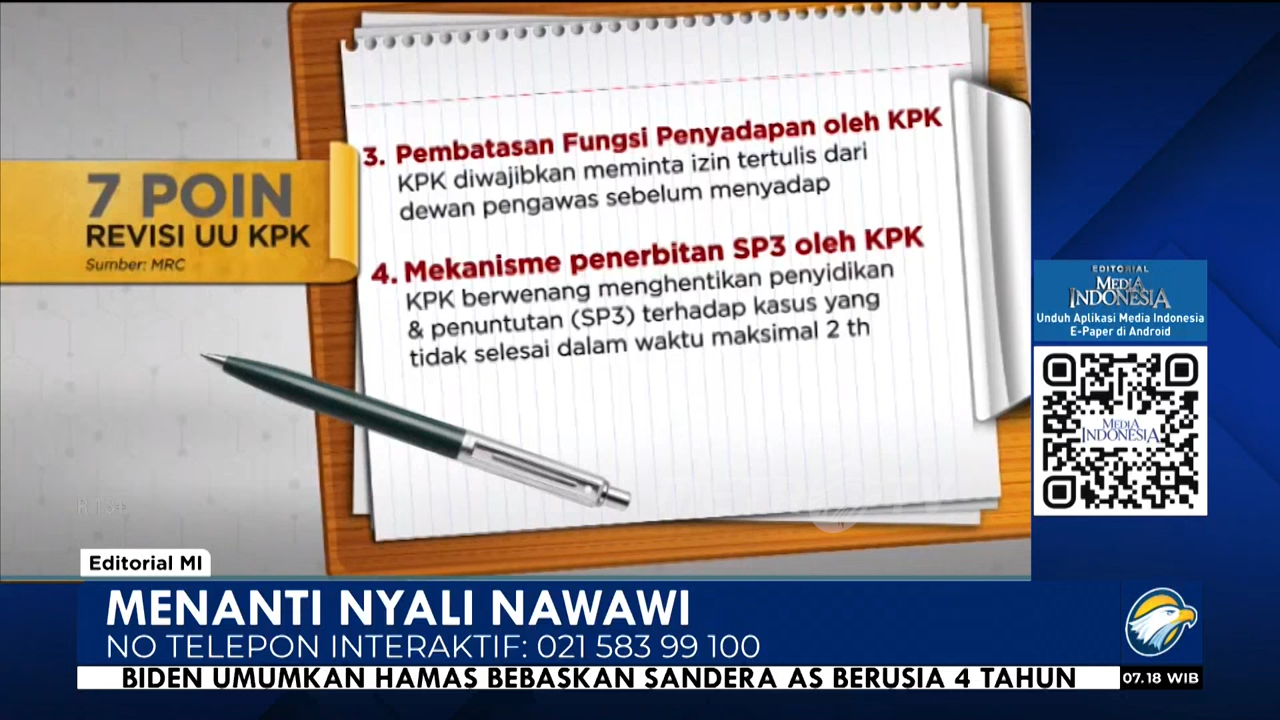 3. Pembatasan Fungsi Penyadapan oleh KPK
KPK diwajibkan meminta izin tertulis dari
dewan pengawas sebelum menyadap
4. Mekanisme penerbitan SP3 oleh KPK
KPK berwenang menghentikan penyidikan
& penuntutan (SP3) terhadap kasus yang
tidak selesai dalam waktu maksimal 2 th
7 POIN
REVISI UU KPK
Sumber: MRC
EDITORIAL
MEDIA
INDONESIA
Unduh Aplikasi Media Indonesia
E-Paper di Android
MEDIA
INDONESIA
Editorial MI
MENANTI NYALI NAWAWI
NO TELEPON INTERAKTIF: 021 583 99 100
BIDEN UMUMKAN HAMAS BEBASKAN SANDERA AS BERUSIA 4 TAHUN
07.18 WIB